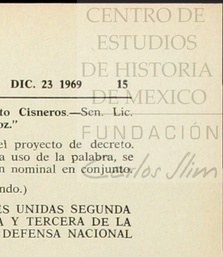 CENTRO DE
ESTUDIOS
DE HISTORIA
DE MEXICO
FUNDACIÓN
Carlos Slim
DIC. 23 1969 15
to Cisneros.—Sen. Lic.
oz."
el proyecto de decreto.
a uso de la palabra, se
n nominal en conjunto.
ndo.)
ES UNIDAS SEGUNDA
A Y TERCERA DE LA
DEFENSA NACIONAL